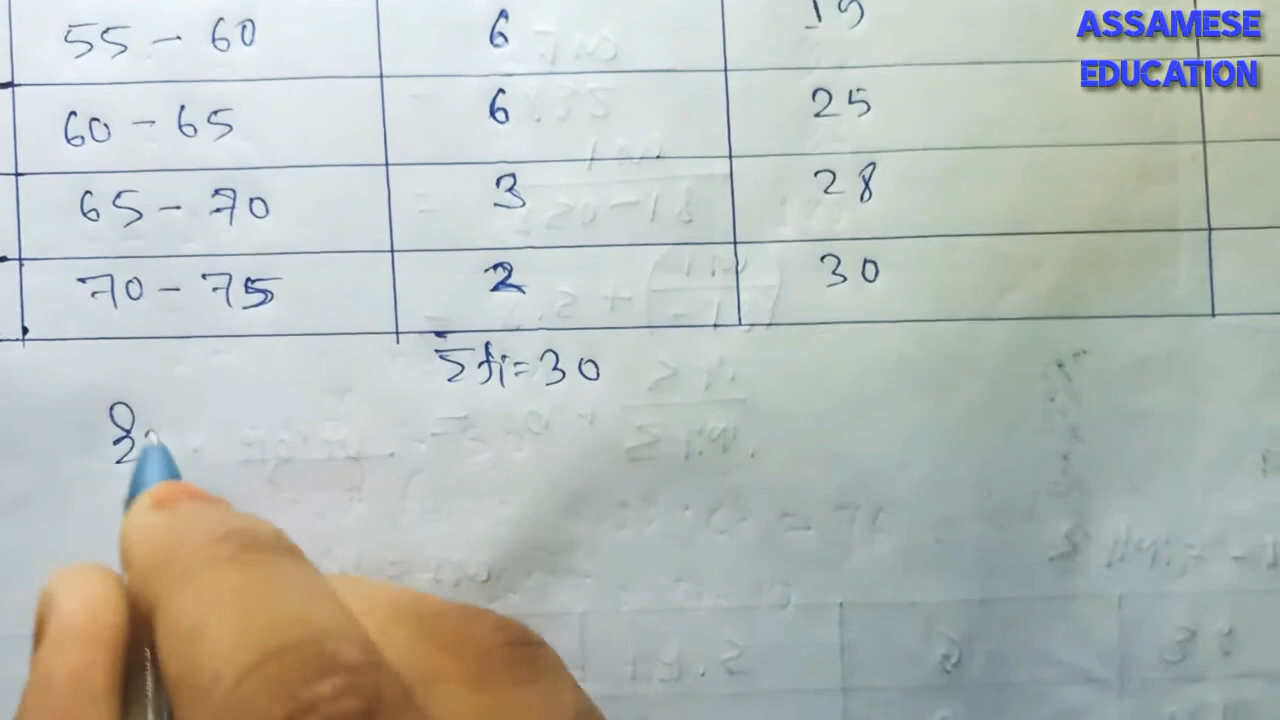 ASSAMESE
EDUCATION
55 - 60 6 19
60 - 65 6 25
65 - 70 3 28
70 - 75 2 30
Σfi = 30